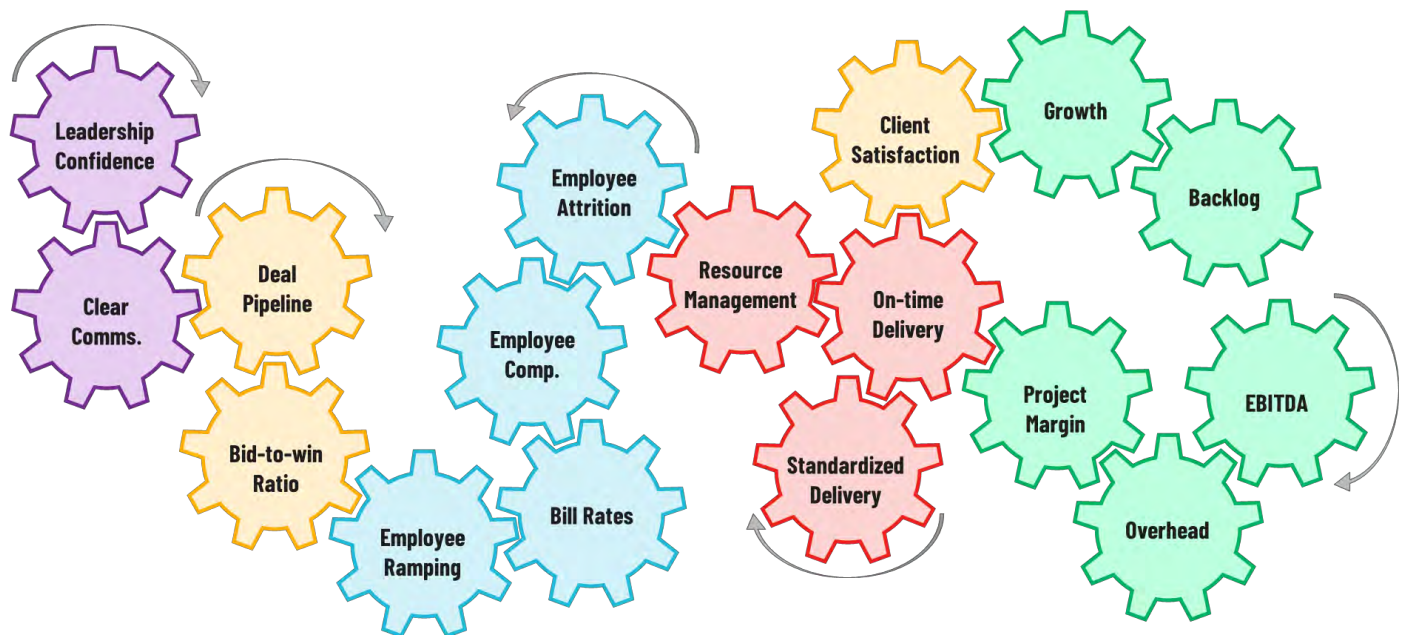 Leadership
Confidence
Clear
Comms.
Deal
Pipeline
Bid-to-win
Ratio
Employee
Ramping
Bill Rates
Employee
Comp.
Employee
Attrition
Resource
Management
On-time
Delivery
Standardized
Delivery
Client
Satisfaction
Growth
Backlog
Project
Margin
Overhead
EBITDA